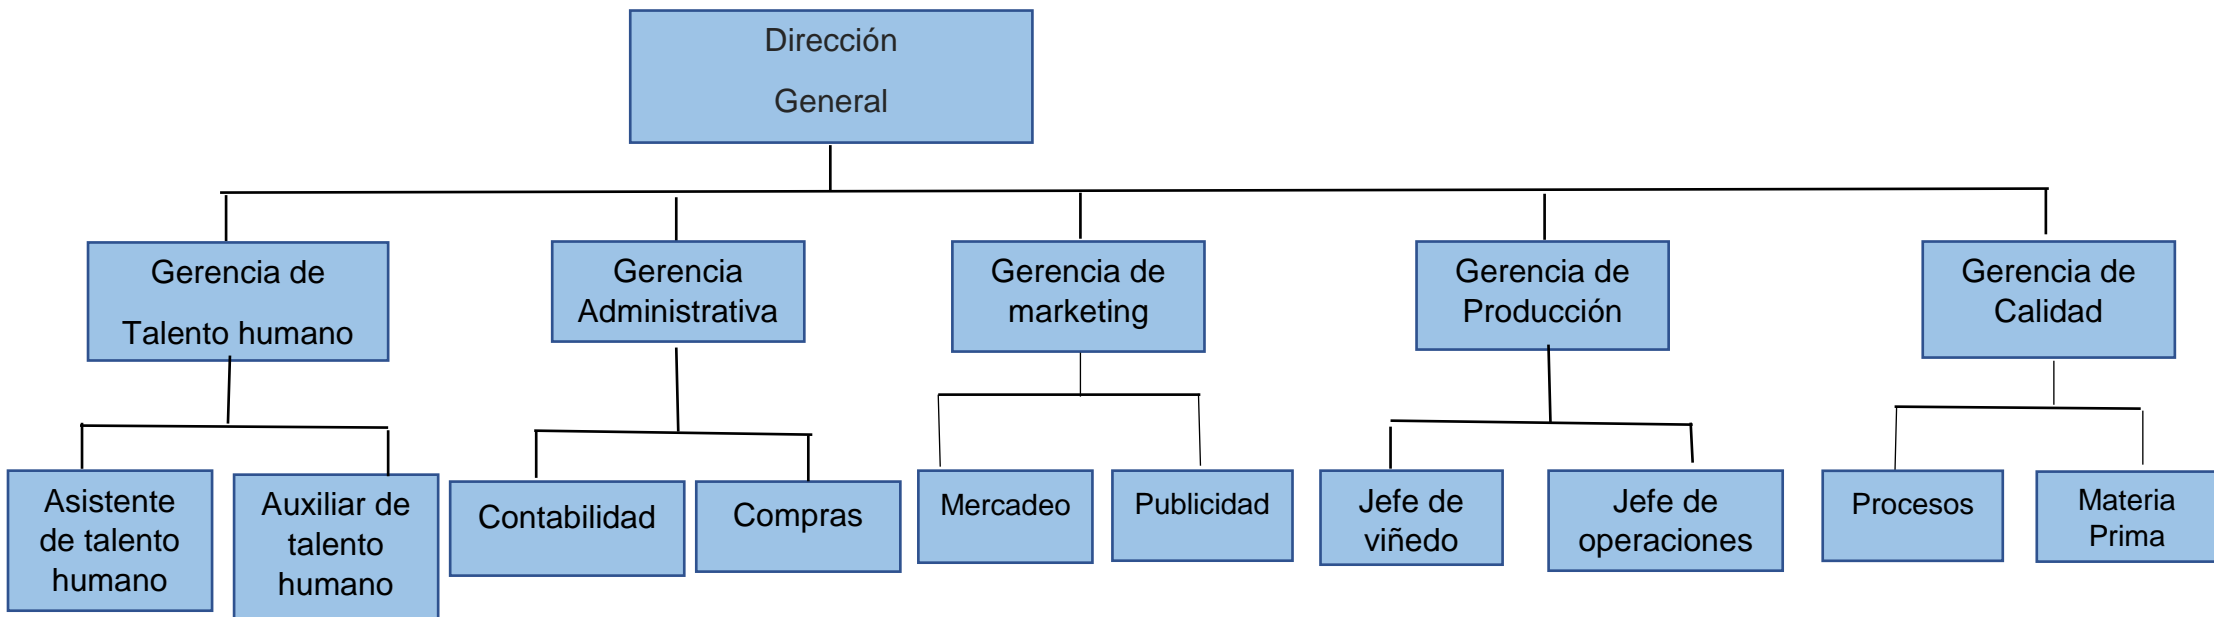 Dirección
General
Gerencia de
Talento humano
Gerencia
Administrativa
Gerencia de
marketing
Gerencia de
Producción
Gerencia de
Calidad
Asistente
de talento
humano
Auxiliar de
talento
humano
Contabilidad
Compras
Mercadeo
Publicidad
Jefe de
viñedo
Jefe de
operaciones
Procesos
Materia
Prima